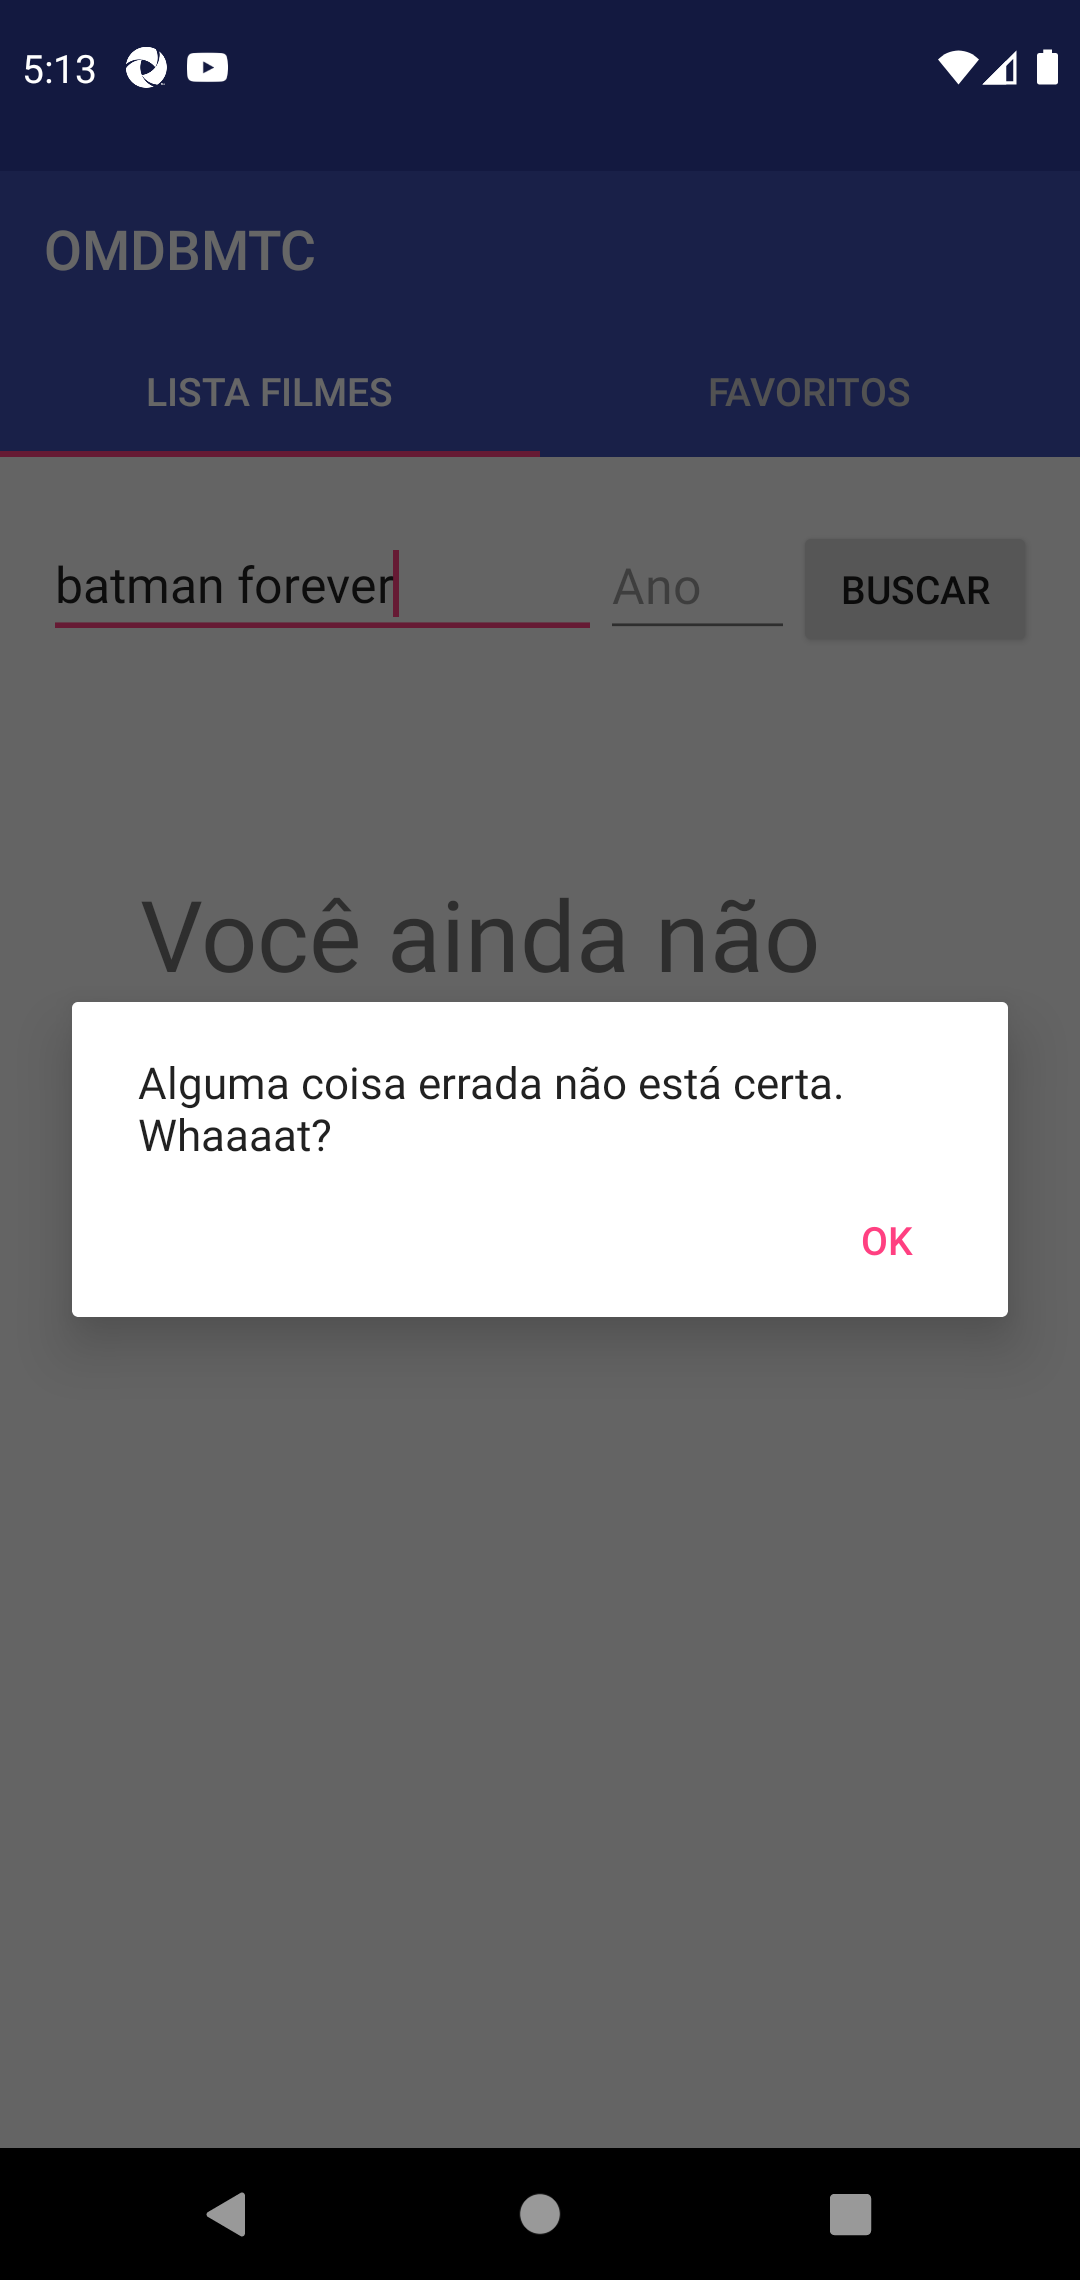 5:13
OMDBMTC
LISTA FILMES
FAVORITOS
batman forever
Ano
BUSCAR
Você ainda não
Alguma coisa errada não está certa.
Whaaaat?
OK